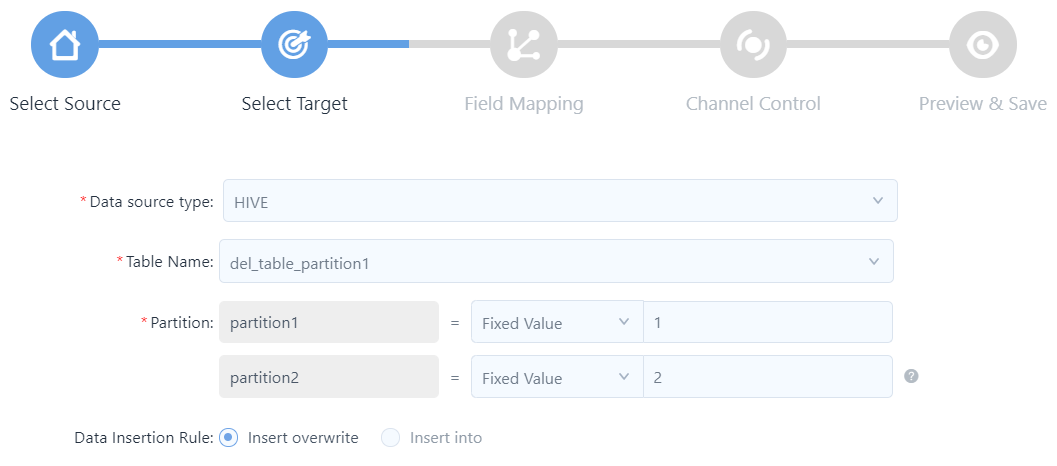 Select Source Select Target Field Mapping Channel Control Preview & Save
* Data source type: HIVE
* Table Name: del_table_partition1
* Partition: partition1 = Fixed Value 1
partition2 = Fixed Value 2 ?
Data Insertion Rule: Insert overwrite Insert into